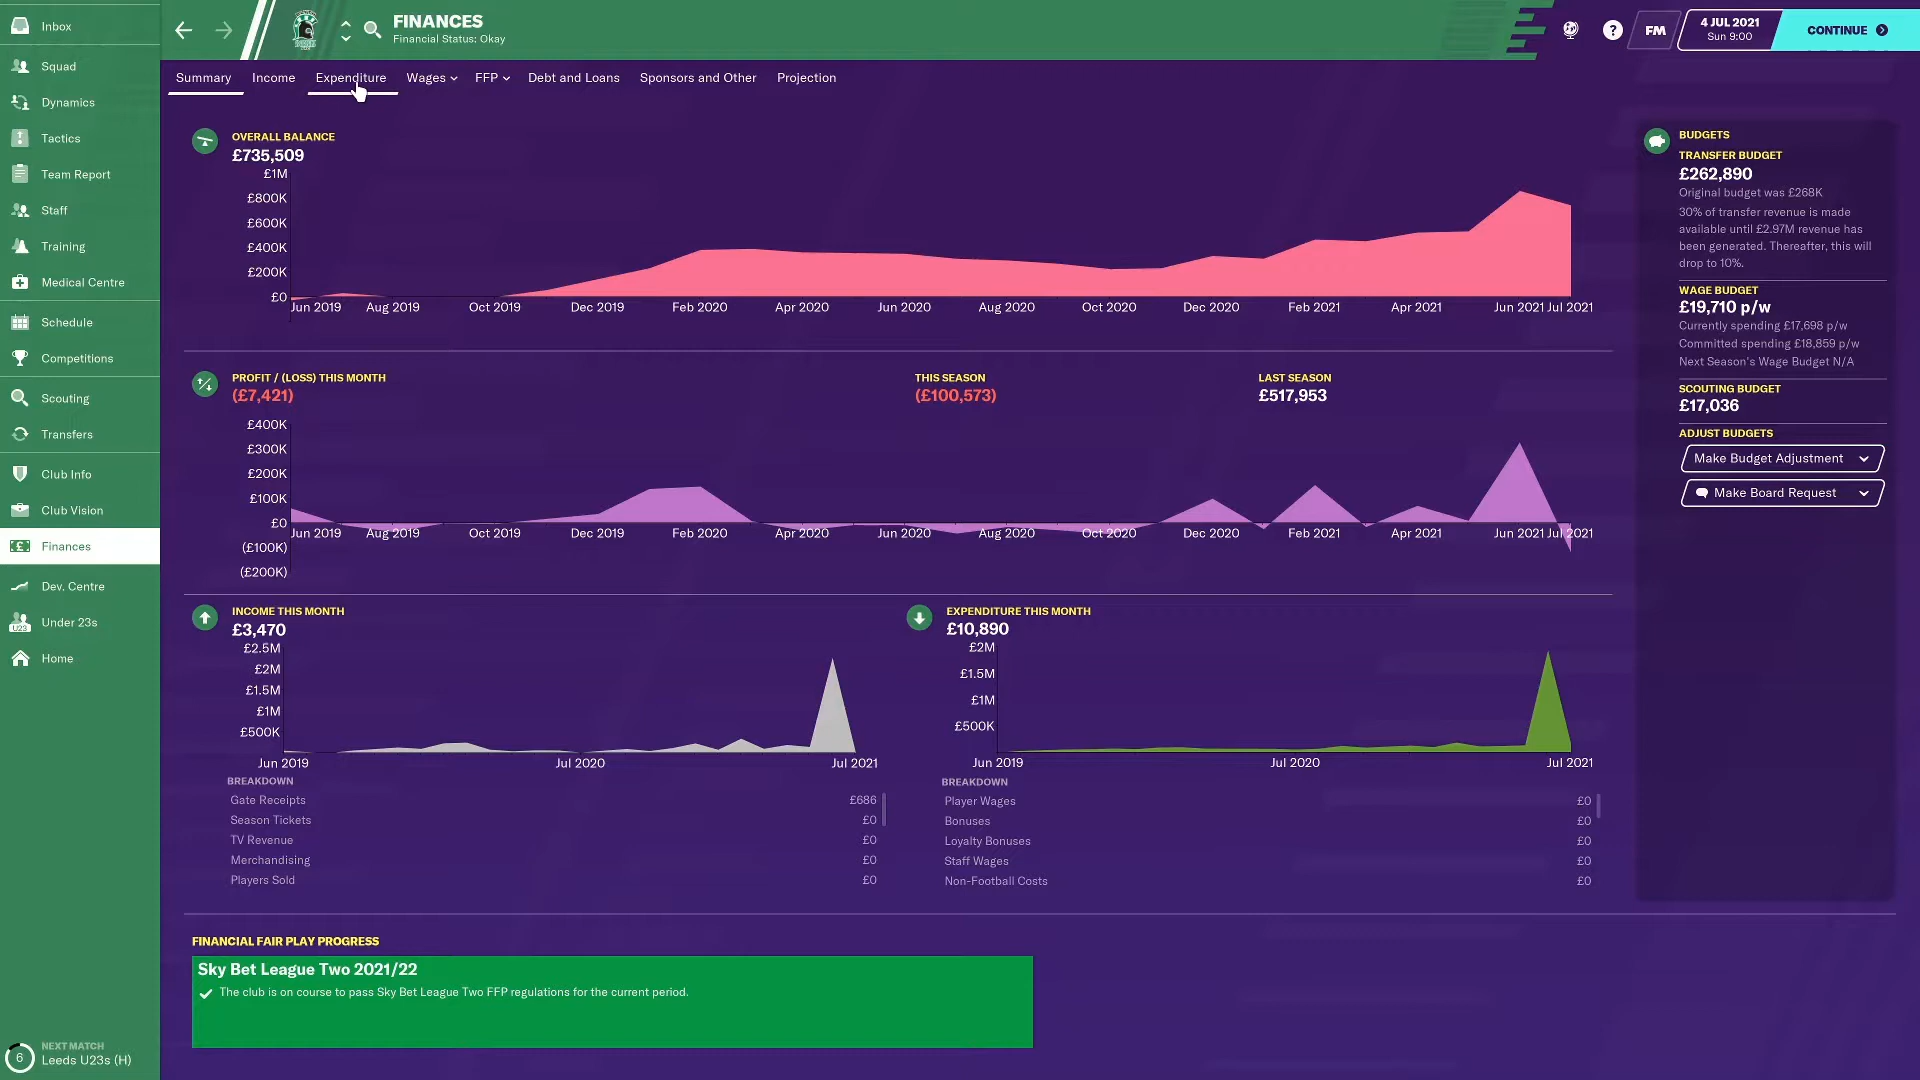 Inbox
Squad
Dynamics
Tactics
Team Report
Staff
Training
Medical Centre
Schedule
Competitions
Scouting
Transfers
Club Info
Club Vision
Finances
Dev. Centre
U23
Under 23s
Home
6
NEXT MATCH
Leeds U23s (H)
FINANCES
Financial Status: Okay
?
FM
4 JUL 2021
Sun 9:00
CONTINUE
Summary Income Expenditure Wages FFP Debt and Loans Sponsors and Other Projection
OVERALL BALANCE
£735,509
£1M
£800K
£600K
£400K
£200K
£0
Jun 2019 Aug 2019 Oct 2019 Dec 2019 Feb 2020 Apr 2020 Jun 2020 Aug 2020 Oct 2020 Dec 2020 Feb 2021 Apr 2021 Jun 2021 Jul 2021
PROFIT / (LOSS) THIS MONTH
(£7,421)
THIS SEASON
(£100,573)
LAST SEASON
£517,953
£400K
£300K
£200K
£100K
£0
(£100K)
(£200K)
Jun 2019 Aug 2019 Oct 2019 Dec 2019 Feb 2020 Apr 2020 Jun 2020 Aug 2020 Oct 2020 Dec 2020 Feb 2021 Apr 2021 Jun 2021 Jul 2021
INCOME THIS MONTH
£3,470
£2.5M
£2M
£1.5M
£1M
£500K
Jun 2019 Jul 2020 Jul 2021
BREAKDOWN
Gate Receipts £686
Season Tickets £0
TV Revenue £0
Merchandising £0
Players Sold £0
EXPENDITURE THIS MONTH
£10,890
£2M
£1.5M
£1M
£500K
Jun 2019 Jul 2020 Jul 2021
BREAKDOWN
Player Wages £0
Bonuses £0
Loyalty Bonuses £0
Staff Wages £0
Non-Football Costs £0
FINANCIAL FAIR PLAY PROGRESS
Sky Bet League Two 2021/22
The club is on course to pass Sky Bet League Two FFP regulations for the current period.
BUDGETS
TRANSFER BUDGET
£262,890
Original budget was £268K
30% of transfer revenue is made
available until £2.97M revenue has
been generated. Thereafter, this will
drop to 10%.
WAGE BUDGET
£19,710 p/w
Currently spending £17,698 p/w
Committed spending £18,859 p/w
Next Season's Wage Budget N/A
SCOUTING BUDGET
£17,036
ADJUST BUDGETS
Make Budget Adjustment
Make Board Request